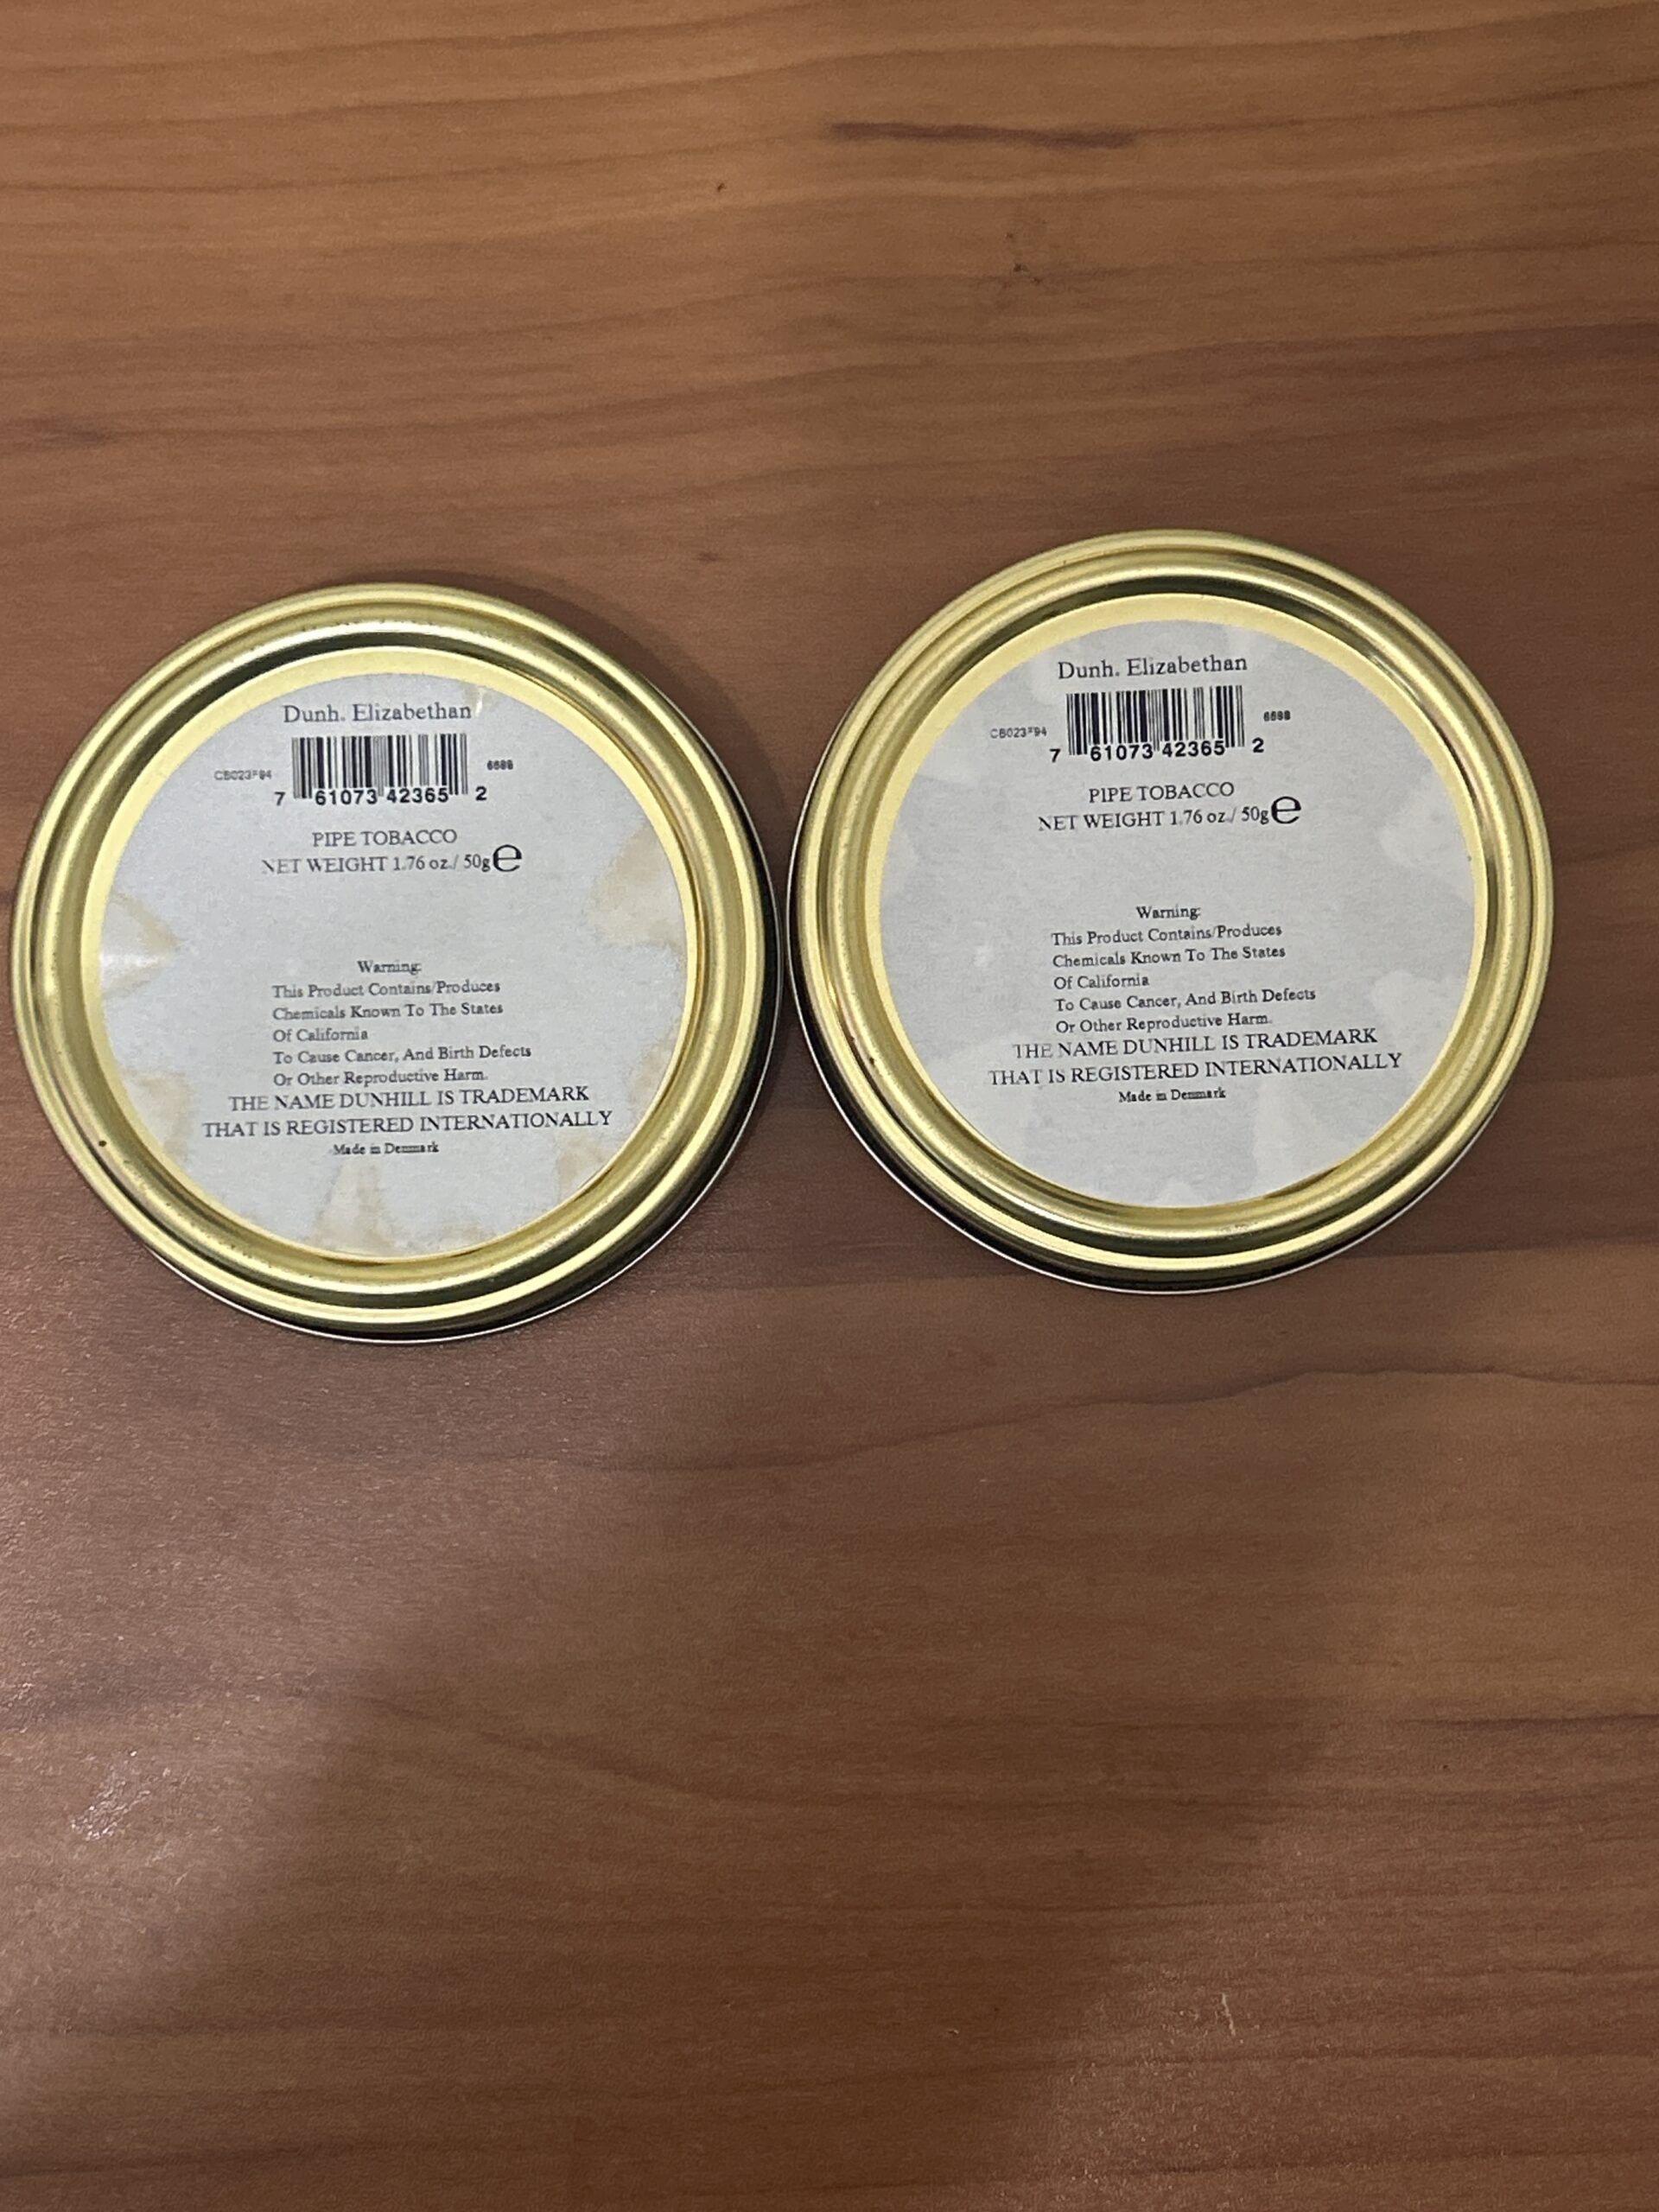 Dunh. Elizabethan
7 61073 42365 2
PIPE TOBACCO
NET WEIGHT 1.76 oz./ 50g e
Warning:
This Product Contains/Produces
Chemicals Known To The States
Of California
To Cause Cancer, And Birth Defects
Or Other Reproductive Harm.
THE NAME DUNHILL IS TRADEMARK
THAT IS REGISTERED INTERNATIONALLY
Made in Denmark
Dunh. Elizabethan
7 61073 42365 2
PIPE TOBACCO
NET WEIGHT 1.76 oz./ 50g e
Warning:
This Product Contains/Produces
Chemicals Known To The States
Of California
To Cause Cancer, And Birth Defects
Or Other Reproductive Harm.
THE NAME DUNHILL IS TRADEMARK
THAT IS REGISTERED INTERNATIONALLY
Made in Denmark